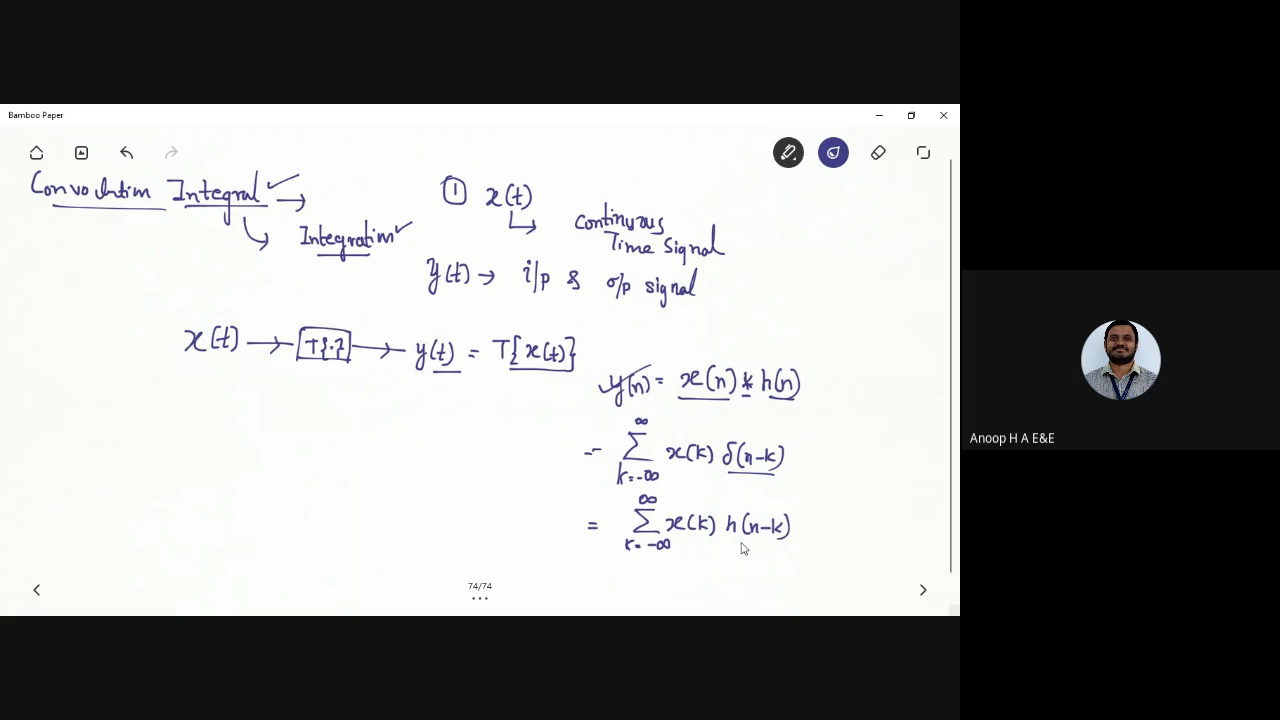 Bamboo Paper
Convolution Integral ✓ →
↳ Integration ✓
① x(t)
↳ Continuous
Time Signal
y(t) → i/p & o/p signal
x(t) → T{·} → y(t) = T{x(t)}
y(n) = x(n) * h(n)
= ∞ Σ k=-∞ x(k) δ(n-k)
= ∞ Σ k=-∞ x(k) h(n-k)
74/74
Anoop H A E&E